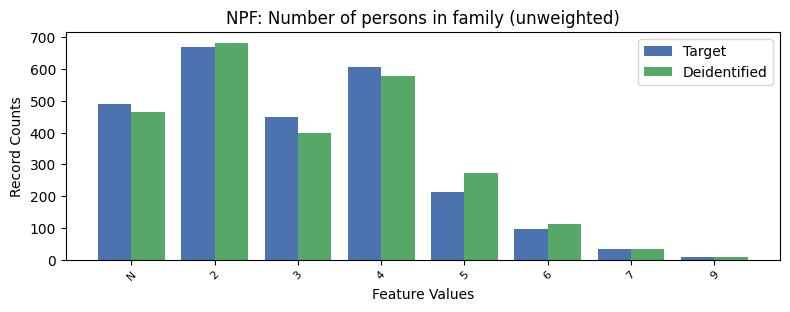 NPF: Number of persons in family (unweighted)
Target
Deidentified
Record Counts
700
600
500
400
300
200
100
0
N 2 3 4 5 6 7 9
Feature Values